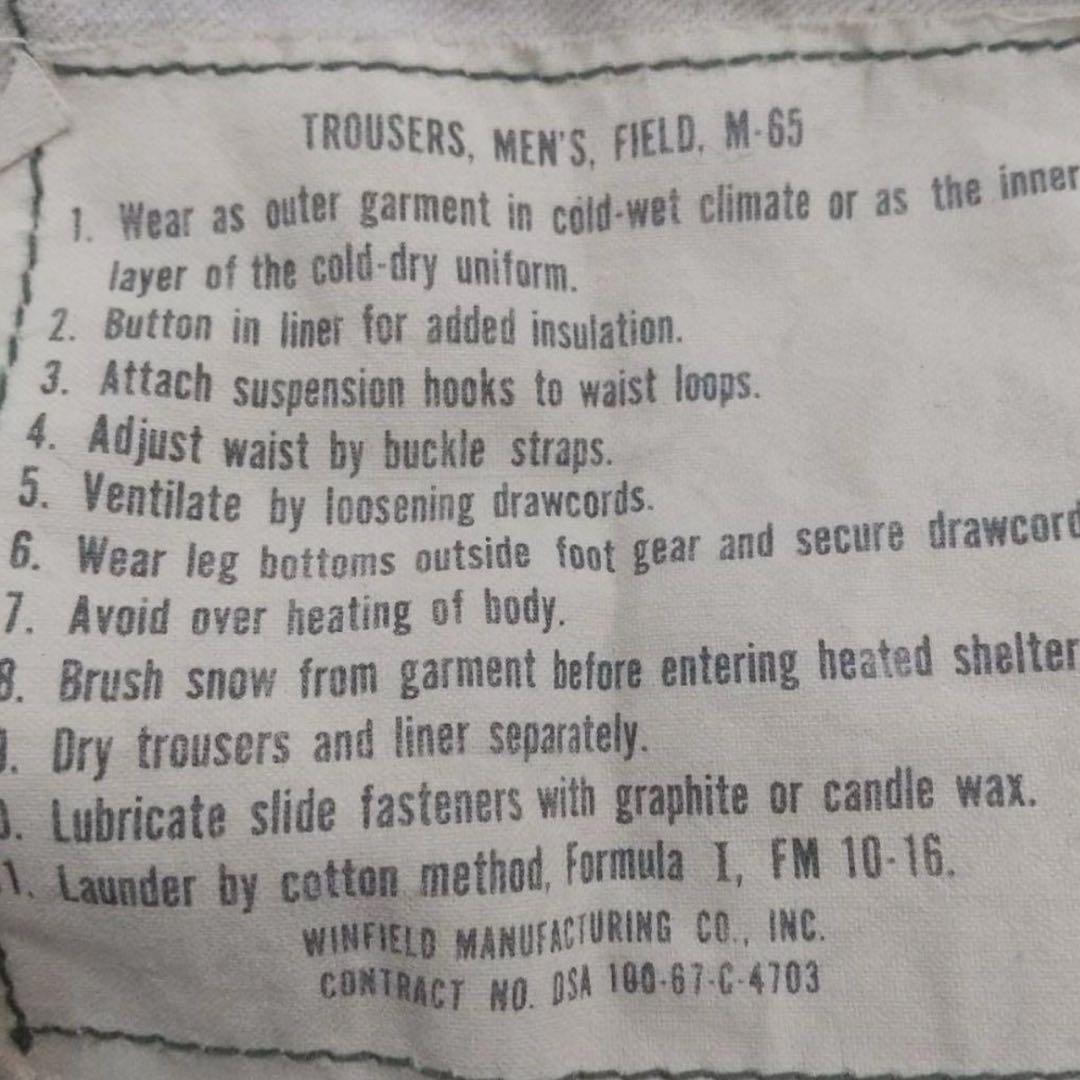 TROUSERS, MEN'S, FIELD, M-65
1. Wear as outer garment in cold-wet climate or as the inner
layer of the cold-dry uniform.
2. Button in liner for added insulation.
3. Attach suspension hooks to waist loops.
4. Adjust waist by buckle straps.
5. Ventilate by loosening drawcords.
6. Wear leg bottoms outside foot gear and secure drawcord
7. Avoid over heating of body.
8. Brush snow from garment before entering heated shelter
9. Dry trousers and liner separately.
0. Lubricate slide fasteners with graphite or candle wax.
11. Launder by cotton method, Formula I, FM 10-16.
WINFIELD MANUFACTURING CO., INC.
CONTRACT NO. DSA 100-67-C-4703